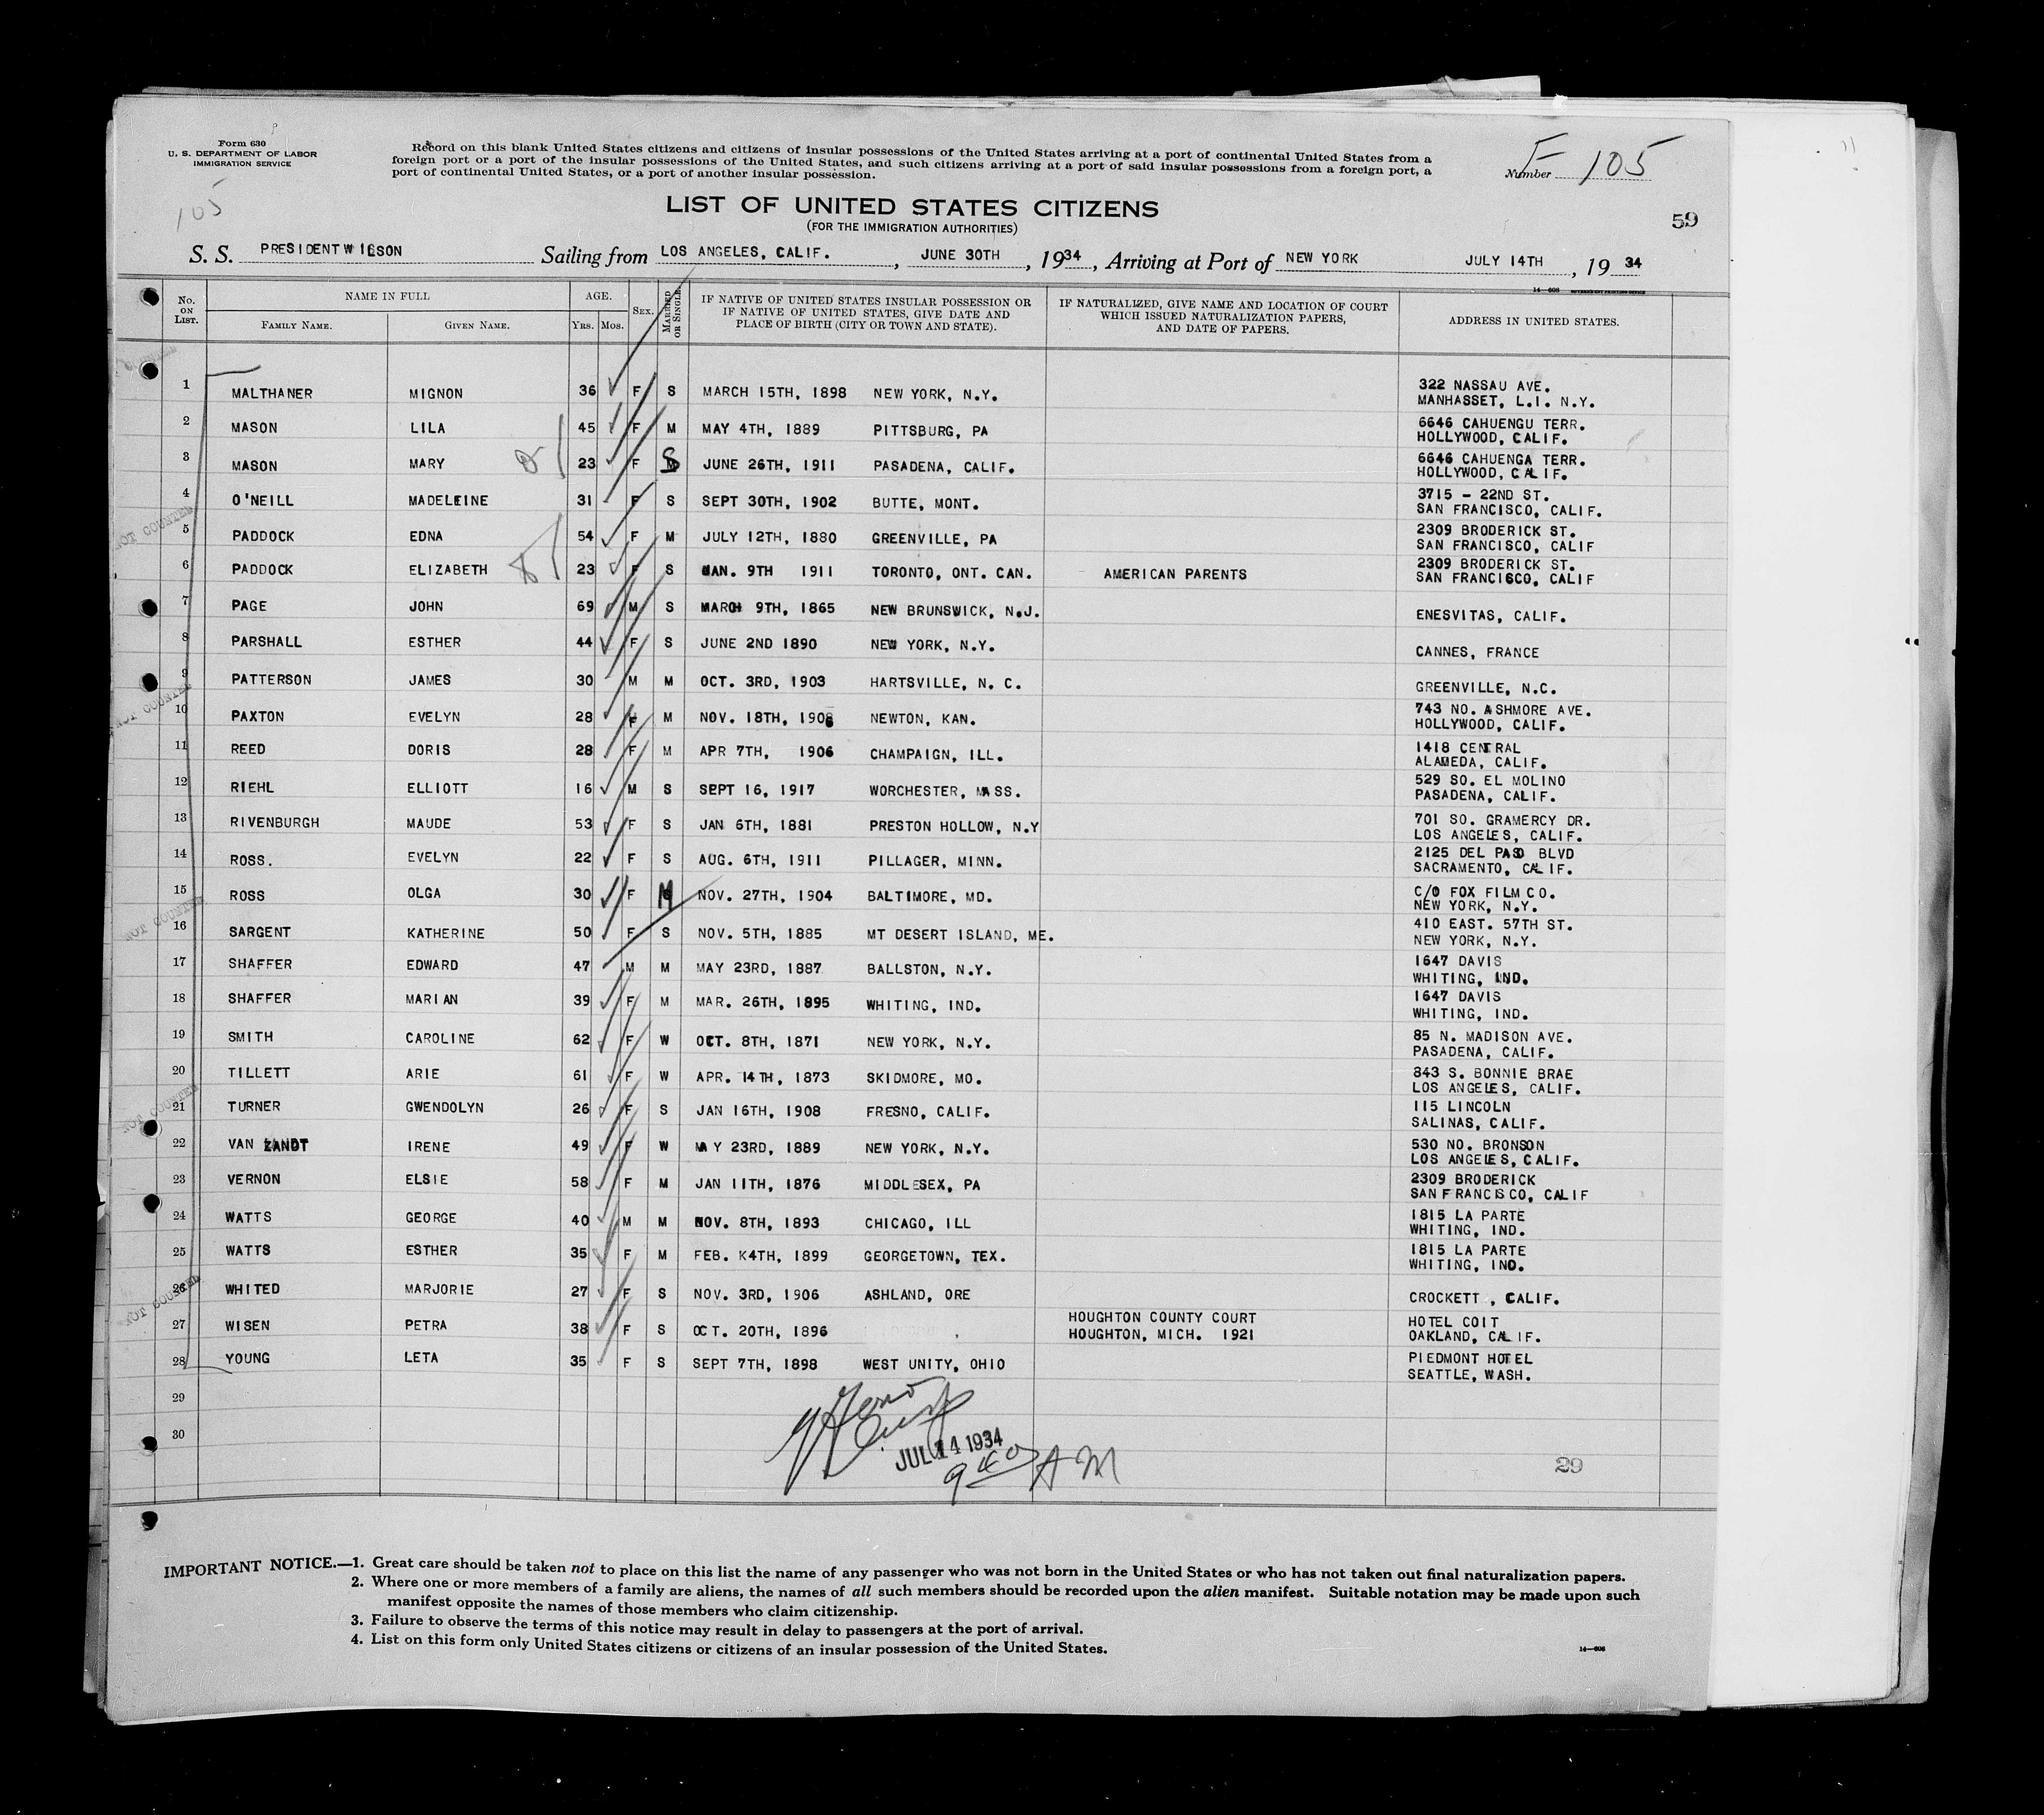 Form 630
U. S. DEPARTMENT OF LABOR
IMMIGRATION SERVICE
Record on this blank United States citizens and citizens of insular possessions of the United States arriving at a port of continental United States from a
foreign port or a port of the insular possessions of the United States, and such citizens arriving at a port of said insular possessions from a foreign port, a
port of continental United States, or a port of another insular possession.
F-
Number 105
105
LIST OF UNITED STATES CITIZENS
(FOR THE IMMIGRATION AUTHORITIES)
59
S. S. PRESIDENT WILSON Sailing from LOS ANGELES, CALIF. , JUNE 30TH , 1934 , Arriving at Port of NEW YORK JULY 14TH , 19 34
14—608 GOVERNMENT PRINTING OFFICE
No. ON LIST. NAME IN FULL FAMILY NAME. GIVEN NAME. AGE. YRS. MOS. SEX. MARRIED OR SINGLE. IF NATIVE OF UNITED STATES INSULAR POSSESSION OR IF NATIVE OF UNITED STATES, GIVE DATE AND PLACE OF BIRTH (CITY OR TOWN AND STATE). IF NATURALIZED, GIVE NAME AND LOCATION OF COURT WHICH ISSUED NATURALIZATION PAPERS, AND DATE OF PAPERS. ADDRESS IN UNITED STATES.
1 MALTHANER MIGNON 36 F S MARCH 15TH, 1898 NEW YORK, N.Y. 322 NASSAU AVE. MANHASSET, L.I. N.Y.
2 MASON LILA 45 F M MAY 4TH, 1889 PITTSBURG, PA 6646 CAHUENGU TERR. HOLLYWOOD, CALIF.
3 MASON MARY 23 F S JUNE 26TH, 1911 PASADENA, CALIF. 6646 CAHUENGA TERR. HOLLYWOOD, CALIF.
4 O'NEILL MADELEINE 31 F S SEPT 30TH, 1902 BUTTE, MONT. 3715 - 22ND ST. SAN FRANCISCO, CALIF.
5 PADDOCK EDNA 54 F M JULY 12TH, 1880 GREENVILLE, PA 2309 BRODERICK ST. SAN FRANCISCO, CALIF
6 PADDOCK ELIZABETH 23 F S JAN. 9TH 1911 TORONTO, ONT. CAN. AMERICAN PARENTS 2309 BRODERICK ST. SAN FRANCISCO, CALIF
7 PAGE JOHN 69 M S MARCH 9TH, 1865 NEW BRUNSWICK, N.J. ENESVITAS, CALIF.
8 PARSHALL ESTHER 44 F S JUNE 2ND 1890 NEW YORK, N.Y. CANNES, FRANCE
9 PATTERSON JAMES 30 M M OCT. 3RD, 1903 HARTSVILLE, N. C. GREENVILLE, N.C.
10 PAXTON EVELYN 28 F M NOV. 18TH, NEWTON, KAN. 743 NO. ASHMORE AVE. HOLLYWOOD, CALIF.
11 REED DORIS 28 F M APR 7TH, 1906 CHAMPAIGN, ILL. 1418 CENTRAL ALAMEDA, CALIF.
12 RIEHL ELLIOTT 16 M S SEPT 16, 1917 WORCHESTER, MASS. 529 SO. EL MOLINO PASADENA, CALIF.
13 RIVENBURGH MAUDE 53 F S JAN 6TH, 1881 PRESTON HOLLOW, N.Y 701 SO. GRAMERCY DR. LOS ANGELES, CALIF.
14 ROSS. EVELYN 22 F S AUG. 6TH, 1911 PILLAGER, MINN. 2125 DEL PASO BLVD SACRAMENTO, CALIF.
15 ROSS OLGA 30 F M NOV. 27TH, 1904 BALTIMORE, MD. C/O FOX FILM CO. NEW YORK, N.Y.
16 SARGENT KATHERINE 50 F S NOV. 5TH, 1885 MT DESERT ISLAND, ME. 410 EAST. 57TH ST. NEW YORK, N.Y.
17 SHAFFER EDWARD 47 M M MAY 23RD, 1887 BALLSTON, N.Y. 1647 DAVIS WHITING, IND.
18 SHAFFER MARIAN 39 F M MAR. 26TH, 1895 WHITING, IND. 1647 DAVIS WHITING, IND.
19 SMITH CAROLINE 62 F W OCT. 8TH, 1871 NEW YORK, N.Y. 85 N. MADISON AVE. PASADENA, CALIF.
20 TILLETT ARIE 61 F W APR. 14TH, 1873 SKIDMORE, MO. 843 S. BONNIE BRAE LOS ANGELES, CALIF.
21 TURNER GWENDOLYN 26 F S JAN 16TH, 1908 FRESNO, CALIF. 115 LINCOLN SALINAS, CALIF.
22 VAN ZANDT IRENE 49 F W MAY 23RD, 1889 NEW YORK, N.Y. 530 NO. BRONSON LOS ANGELES, CALIF.
23 VERNON ELSIE 58 F M JAN 11TH, 1876 MIDDLESEX, PA 2309 BRODERICK SAN FRANCISCO, CALIF
24 WATTS GEORGE 40 M M NOV. 8TH, 1893 CHICAGO, ILL 1815 LA PARTE WHITING, IND.
25 WATTS ESTHER 35 F M FEB. K4TH, 1899 GEORGETOWN, TEX. 1815 LA PARTE WHITING, IND.
26 WHITED MARJORIE 27 F S NOV. 3RD, 1906 ASHLAND, ORE CROCKETT , CALIF.
27 WISEN PETRA 38 F S OCT. 20TH, 1896 HOUGHTON COUNTY COURT HOUGHTON, MICH. 1921 HOTEL COIT OAKLAND, CALIF.
28 YOUNG LETA 35 F S SEPT 7TH, 1898 WEST UNITY, OHIO PIEDMONT HOTEL SEATTLE, WASH.
29
30
NOT COUNTED
NOT COUNTED
NOT COUNTED
NOT COUNTED
NOT COUNTED
JUL 14 1934
9 40 AM
29
IMPORTANT NOTICE.—1. Great care should be taken not to place on this list the name of any passenger who was not born in the United States or who has not taken out final naturalization papers.
2. Where one or more members of a family are aliens, the names of all such members should be recorded upon the alien manifest. Suitable notation may be made upon such
manifest opposite the names of those members who claim citizenship.
3. Failure to observe the terms of this notice may result in delay to passengers at the port of arrival.
4. List on this form only United States citizens or citizens of an insular possession of the United States.
14—608